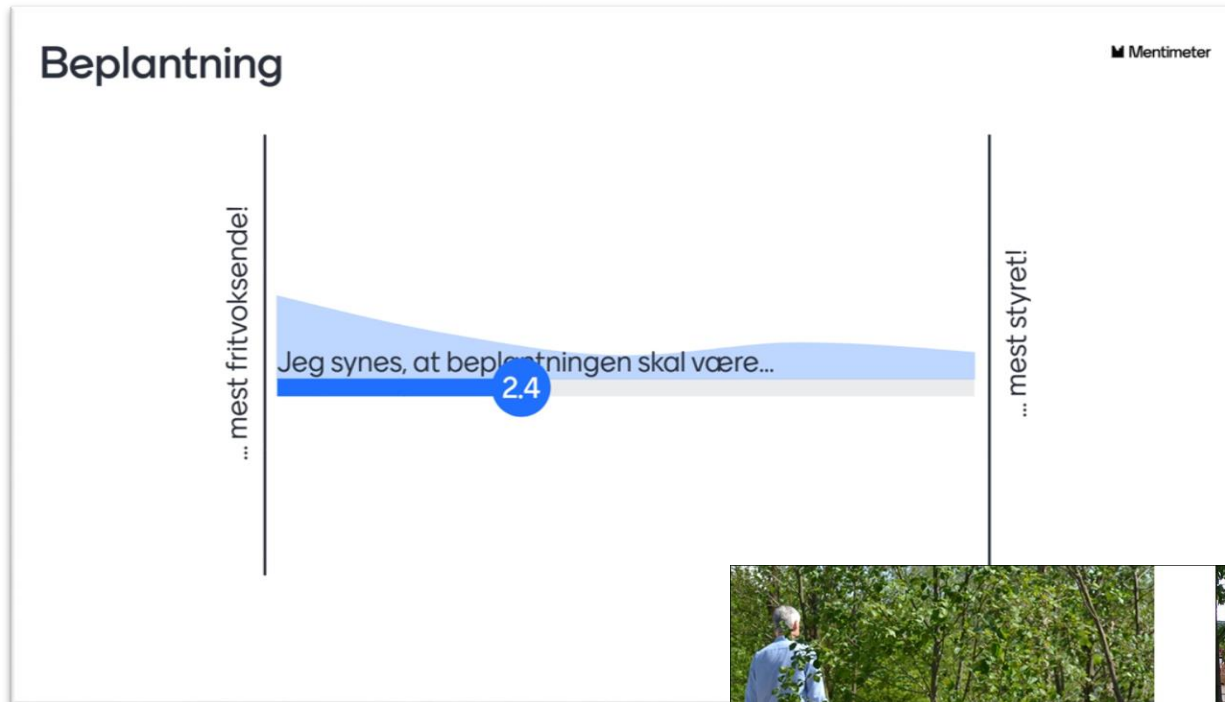 Beplantning
Mentimeter
... mest fritvoksende!
Jeg synes, at beplantningen skal være...
2.4
... mest styret!